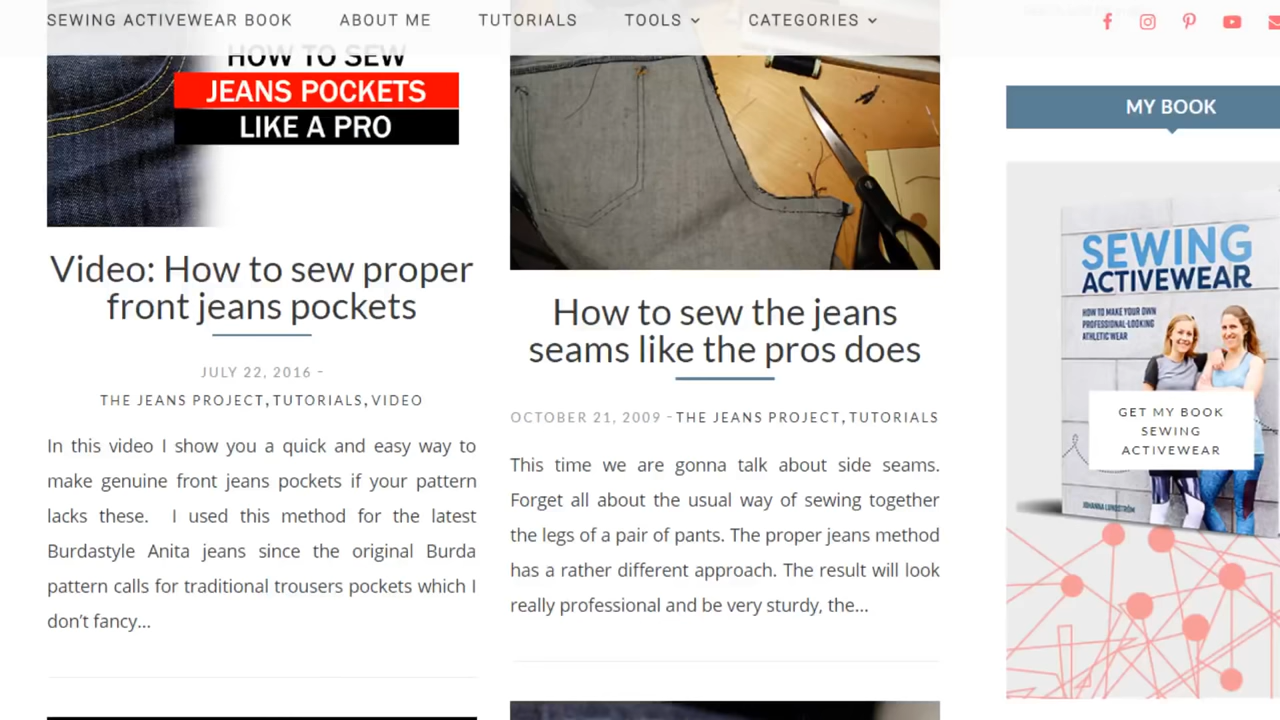 SEWING ACTIVEWEAR BOOK
ABOUT ME
TUTORIALS
TOOLS
CATEGORIES
HOW TO SEW
JEANS POCKETS
LIKE A PRO
Video: How to sew proper
front jeans pockets
JULY 22, 2016 –
THE JEANS PROJECT, TUTORIALS, VIDEO
In this video I show you a quick and easy way to
make genuine front jeans pockets if your pattern
lacks these. I used this method for the latest
Burdastyle Anita jeans since the original Burda
pattern calls for traditional trousers pockets which I
don’t fancy…
How to sew the jeans
seams like the pros does
OCTOBER 21, 2009 – THE JEANS PROJECT, TUTORIALS
This time we are gonna talk about side seams.
Forget all about the usual way of sewing together
the legs of a pair of pants. The proper jeans method
has a rather different approach. The result will look
really professional and be very sturdy, the…
MY BOOK
SEWING
ACTIVEWEAR
HOW TO MAKE YOUR OWN
PROFESSIONAL-LOOKING
ATHLETIC WEAR
GET MY BOOK
SEWING
ACTIVEWEAR
JOHANNA LUNDSTRÖM